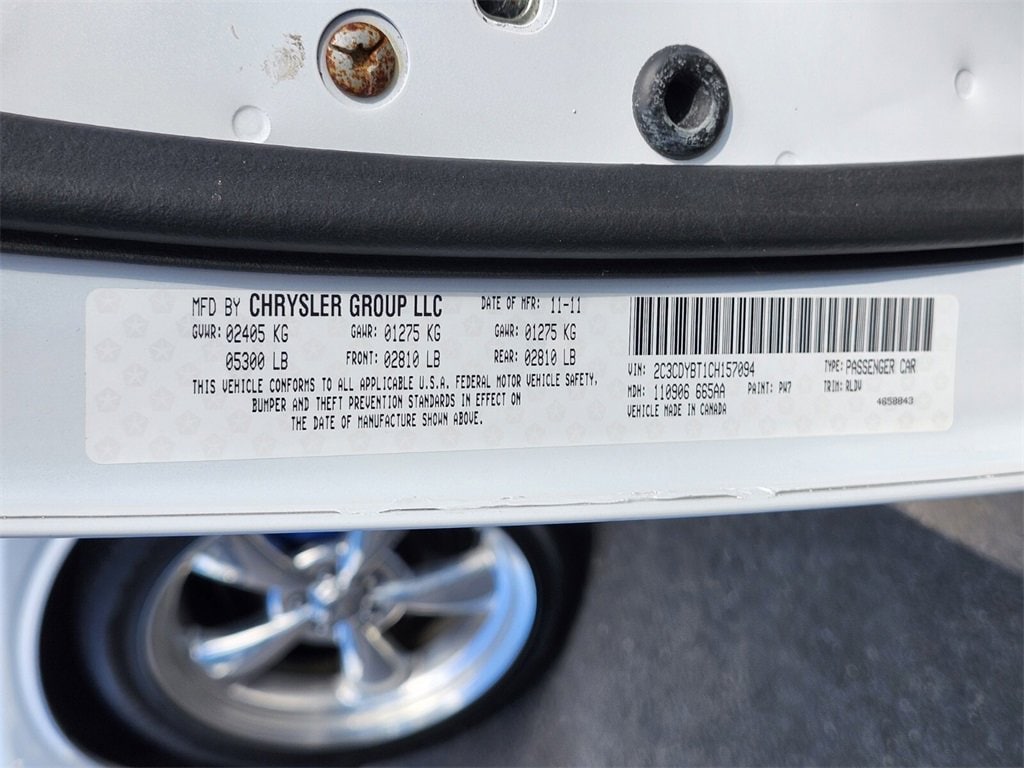 MFD BY CHRYSLER GROUP LLC DATE OF MFR: 11-11
GVWR: 02405 KG GAWR: 01275 KG GAWR: 01275 KG
05300 LB FRONT: 02810 LB REAR: 02810 LB
THIS VEHICLE CONFORMS TO ALL APPLICABLE U.S.A. FEDERAL MOTOR VEHICLE SAFETY,
BUMPER AND THEFT PREVENTION STANDARDS IN EFFECT ON
THE DATE OF MANUFACTURE SHOWN ABOVE.
VIN: 2C3CDYBT1CH157094 TYPE: PASSENGER CAR
MDH: 110906 665AA PAINT: PW7 TRIM: RLDV
VEHICLE MADE IN CANADA 4658843